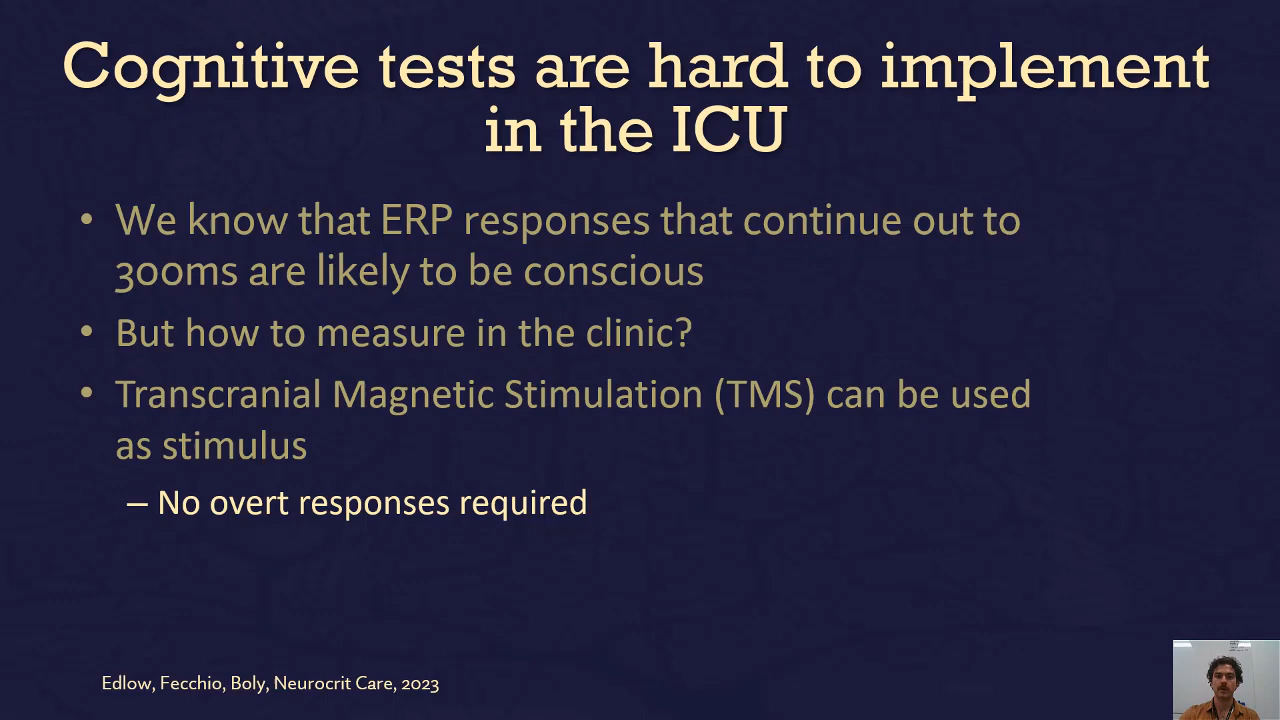 Cognitive tests are hard to implement
in the ICU
• We know that ERP responses that continue out to
300ms are likely to be conscious
• But how to measure in the clinic?
• Transcranial Magnetic Stimulation (TMS) can be used
as stimulus
– No overt responses required
Edlow, Fecchio, Boly, Neurocrit Care, 2023